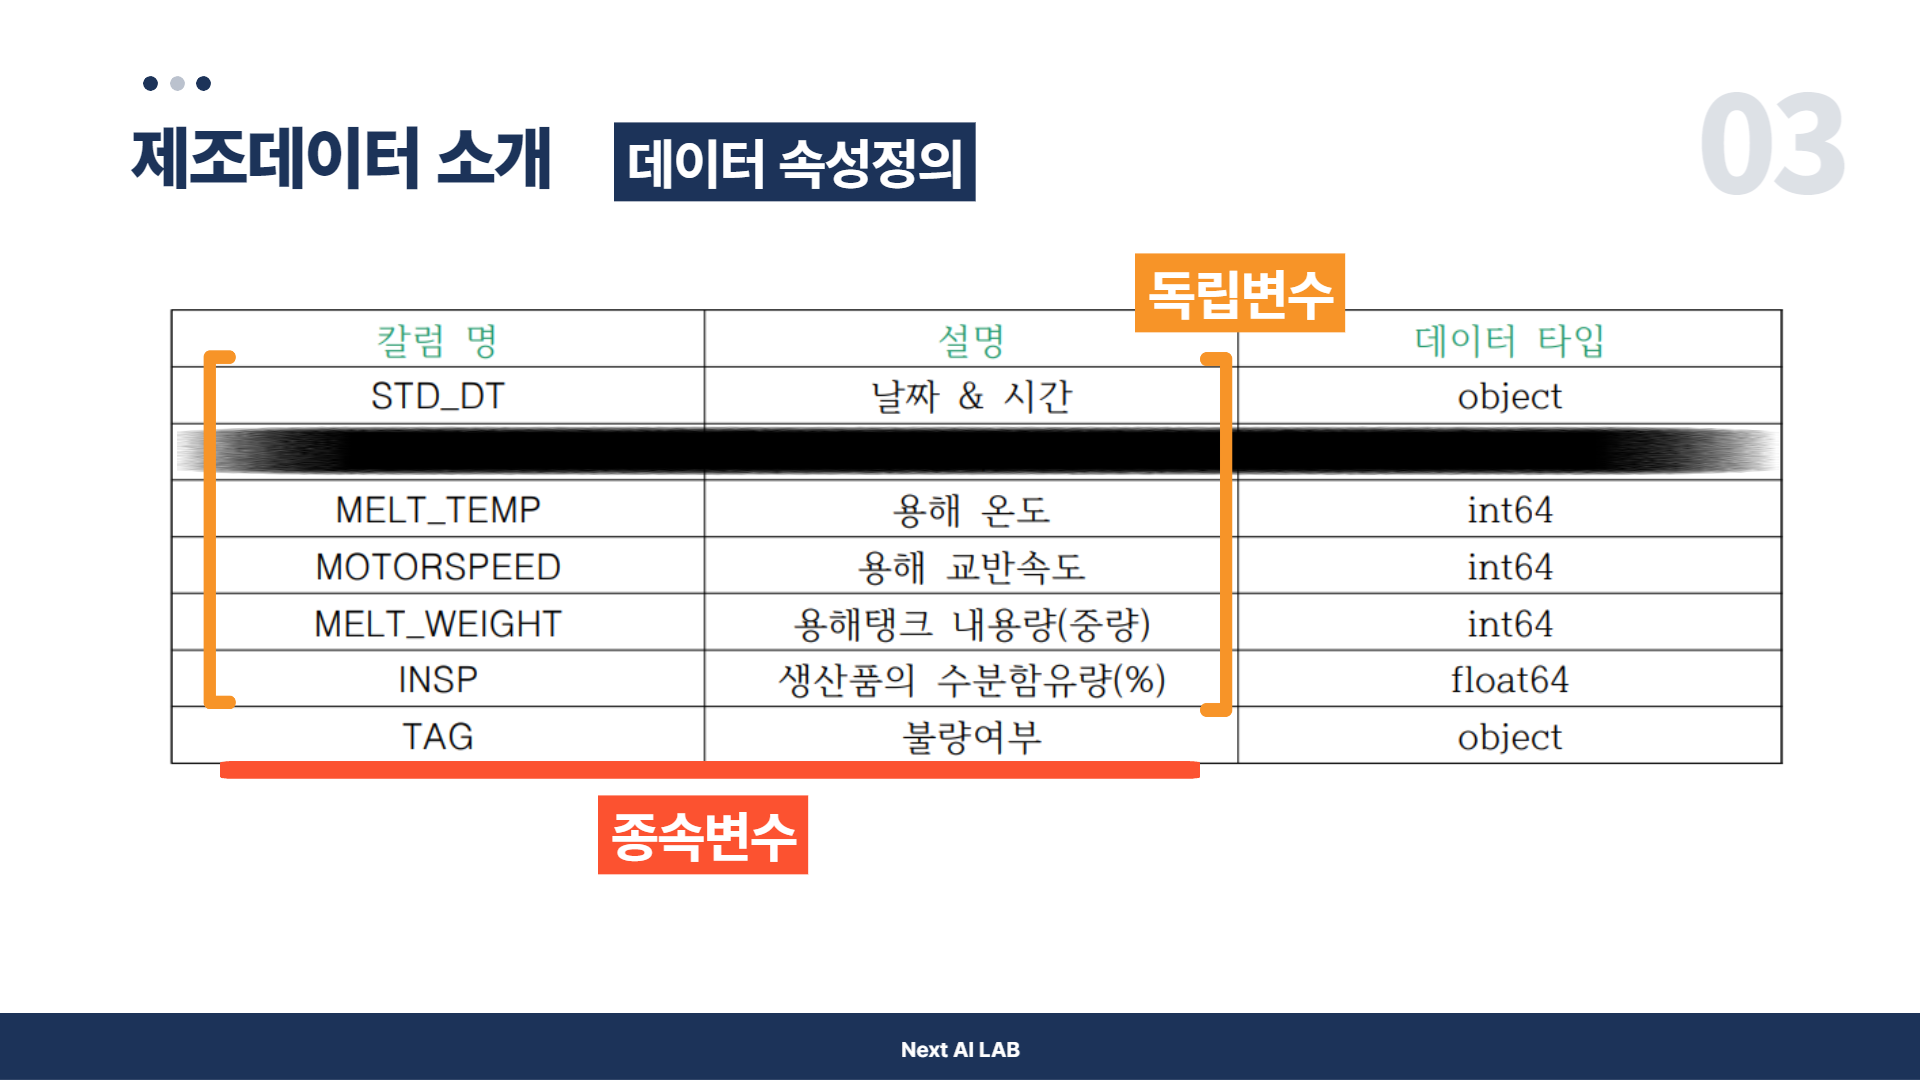 제조데이터 소개 데이터 속성정의 03
독립변수
칼럼 명 설명 데이터 타입
STD_DT 날짜 & 시간 object
MELT_TEMP 용해 온도 int64
MOTORSPEED 용해 교반속도 int64
MELT_WEIGHT 용해탱크 내용량(중량) int64
INSP 생산품의 수분함유량(%) float64
TAG 불량여부 object
종속변수
Next AI LAB